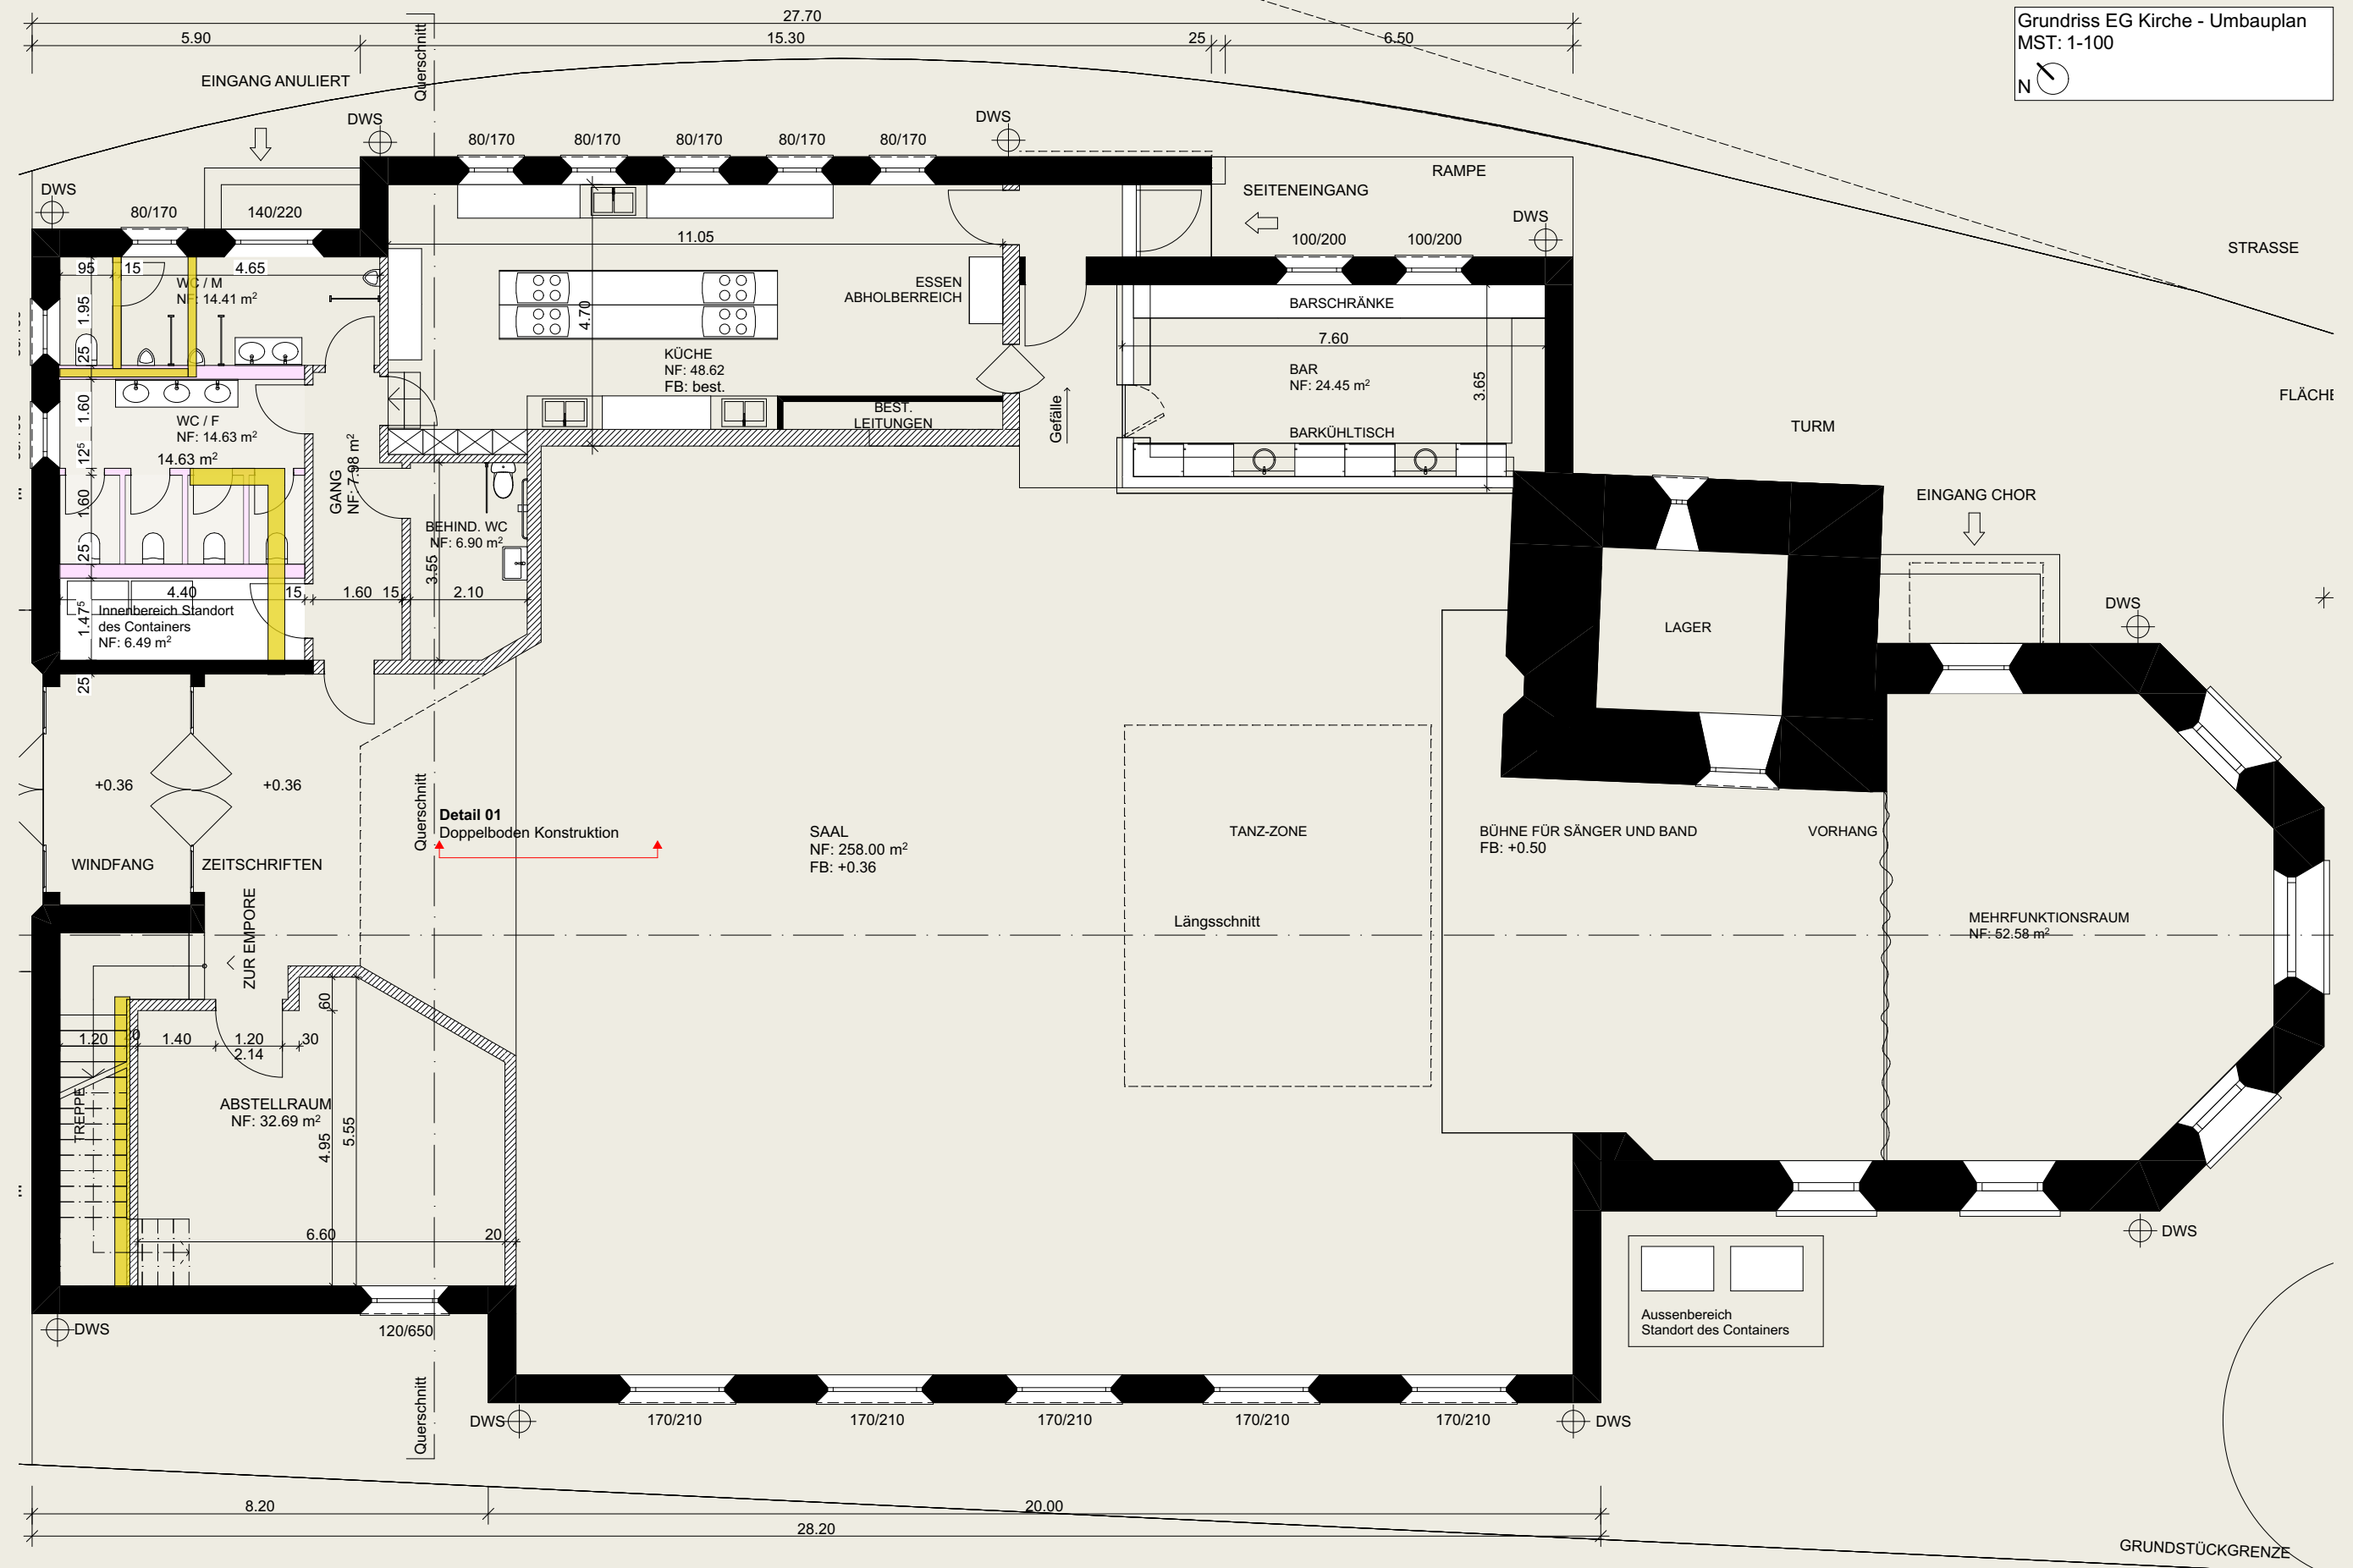 Grundriss EG Kirche - Umbauplan
MST: 1-100
N
27.70
5.90
15.30
25
6.50
Querschnitt
EINGANG ANULIERT
DWS
DWS
DWS
DWS
80/170
140/220
80/170
80/170
80/170
80/170
80/170
RAMPE
SEITENEINGANG
100/200
100/200
STRASSE
FLÄCHE
TURM
11.05
4.70
ESSEN
ABHOLBERREICH
KÜCHE
NF: 48.62
FB: best.
BEST.
LEITUNGEN
Gefälle
BARSCHRÄNKE
7.60
BAR
NF: 24.45 m²
3.65
BARKÜHLTISCH
95
15
4.65
WC / M
NF: 14.41 m²
1.95
25
1.60
WC / F
NF: 14.63 m²
14.63 m²
12⁵
1.60
25
GANG
NF: 7.98 m²
BEHIND. WC
NF: 6.90 m²
3.55
4.40
15
1.60
15
2.10
1.47⁵
Innenbereich Standort
des Containers
NF: 6.49 m²
25
EINGANG CHOR
DWS
LAGER
+0.36
+0.36
WINDFANG
ZEITSCHRIFTEN
ZUR EMPORE
Querschnitt
Detail 01
Doppelboden Konstruktion
SAAL
NF: 258.00 m²
FB: +0.36
TANZ-ZONE
Längsschnitt
BÜHNE FÜR SÄNGER UND BAND
FB: +0.50
VORHANG
MEHRFUNKTIONSRAUM
NF: 52.58 m²
60
1.20
20
1.40
1.20
2.14
30
TREPPE
ABSTELLRAUM
NF: 32.69 m²
4.95
5.55
6.60
20
DWS
120/650
DWS
Aussenbereich
Standort des Containers
Querschnitt
DWS
170/210
170/210
170/210
170/210
170/210
DWS
8.20
20.00
28.20
GRUNDSTÜCKGRENZE